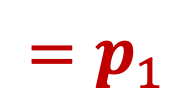 = p₁